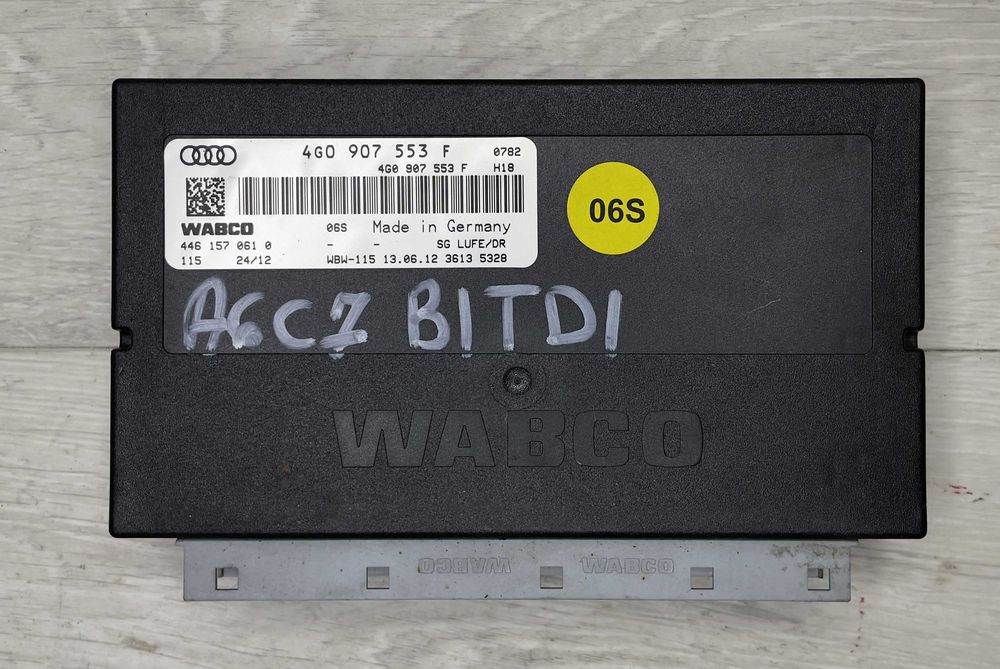 4G0 907 553 F 0782
4G0 907 553 F H18
WABCO 06S Made in Germany
446 157 061 0 - - SG LUFE/DR
115 24/12 WBW-115 13.06.12 3613 5328
06S
A6C7 BITDI
WABCO
WABCO WABCO